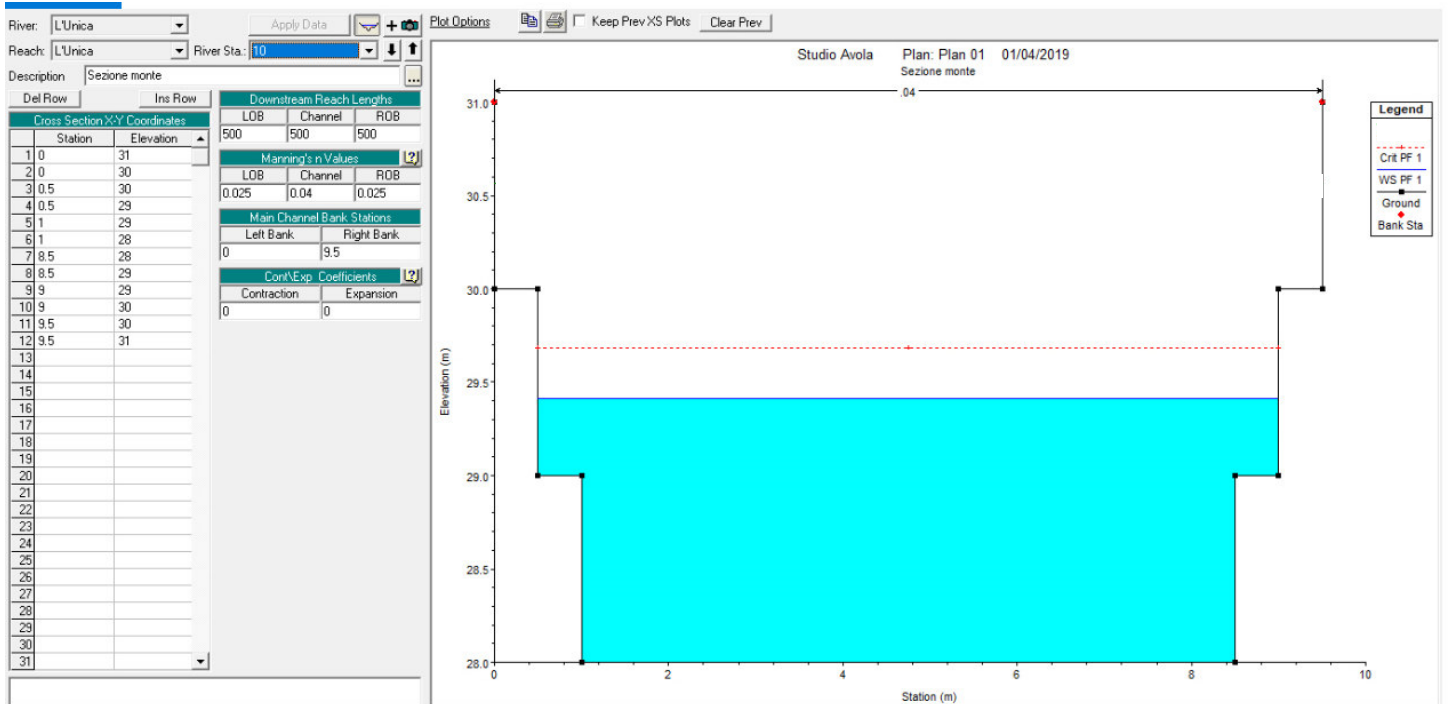 River: L'Unica Apply Data
Reach: L'Unica River Sta.: 10
Description Sezione monte ...
Del Row Ins Row
Cross Section X-Y Coordinates
Station Elevation
1 0 31
2 0 30
3 0.5 30
4 0.5 29
5 1 29
6 1 28
7 8.5 28
8 8.5 29
9 9 29
10 9 30
11 9.5 30
12 9.5 31
13
14
15
16
17
18
19
20
21
22
23
24
25
26
27
28
29
30
31
Downstream Reach Lengths
LOB Channel ROB
500 500 500
Manning's n Values
LOB Channel ROB
0.025 0.04 0.025
Main Channel Bank Stations
Left Bank Right Bank
0 9.5
Cont\Exp Coefficients
Contraction Expansion
0 0
Plot Options Keep Prev XS Plots Clear Prev
Studio Avola Plan: Plan 01 01/04/2019
Sezione monte
.04
31.0
30.5
30.0
29.5
29.0
28.5
28.0
Elevation (m)
0 2 4 6 8 10
Station (m)
Legend
Crit PF 1
WS PF 1
Ground
Bank Sta